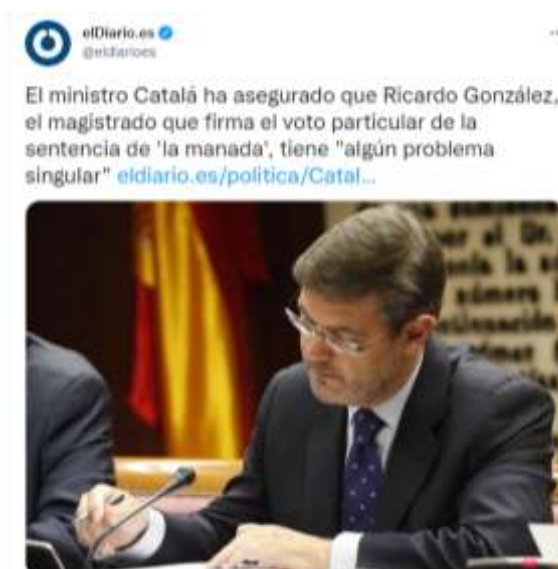 elDiario.es
@eldiarioes
El ministro Catalá ha asegurado que Ricardo González,
el magistrado que firma el voto particular de la
sentencia de 'la manada', tiene "algún problema
singular" eldiario.es/politica/Catal...